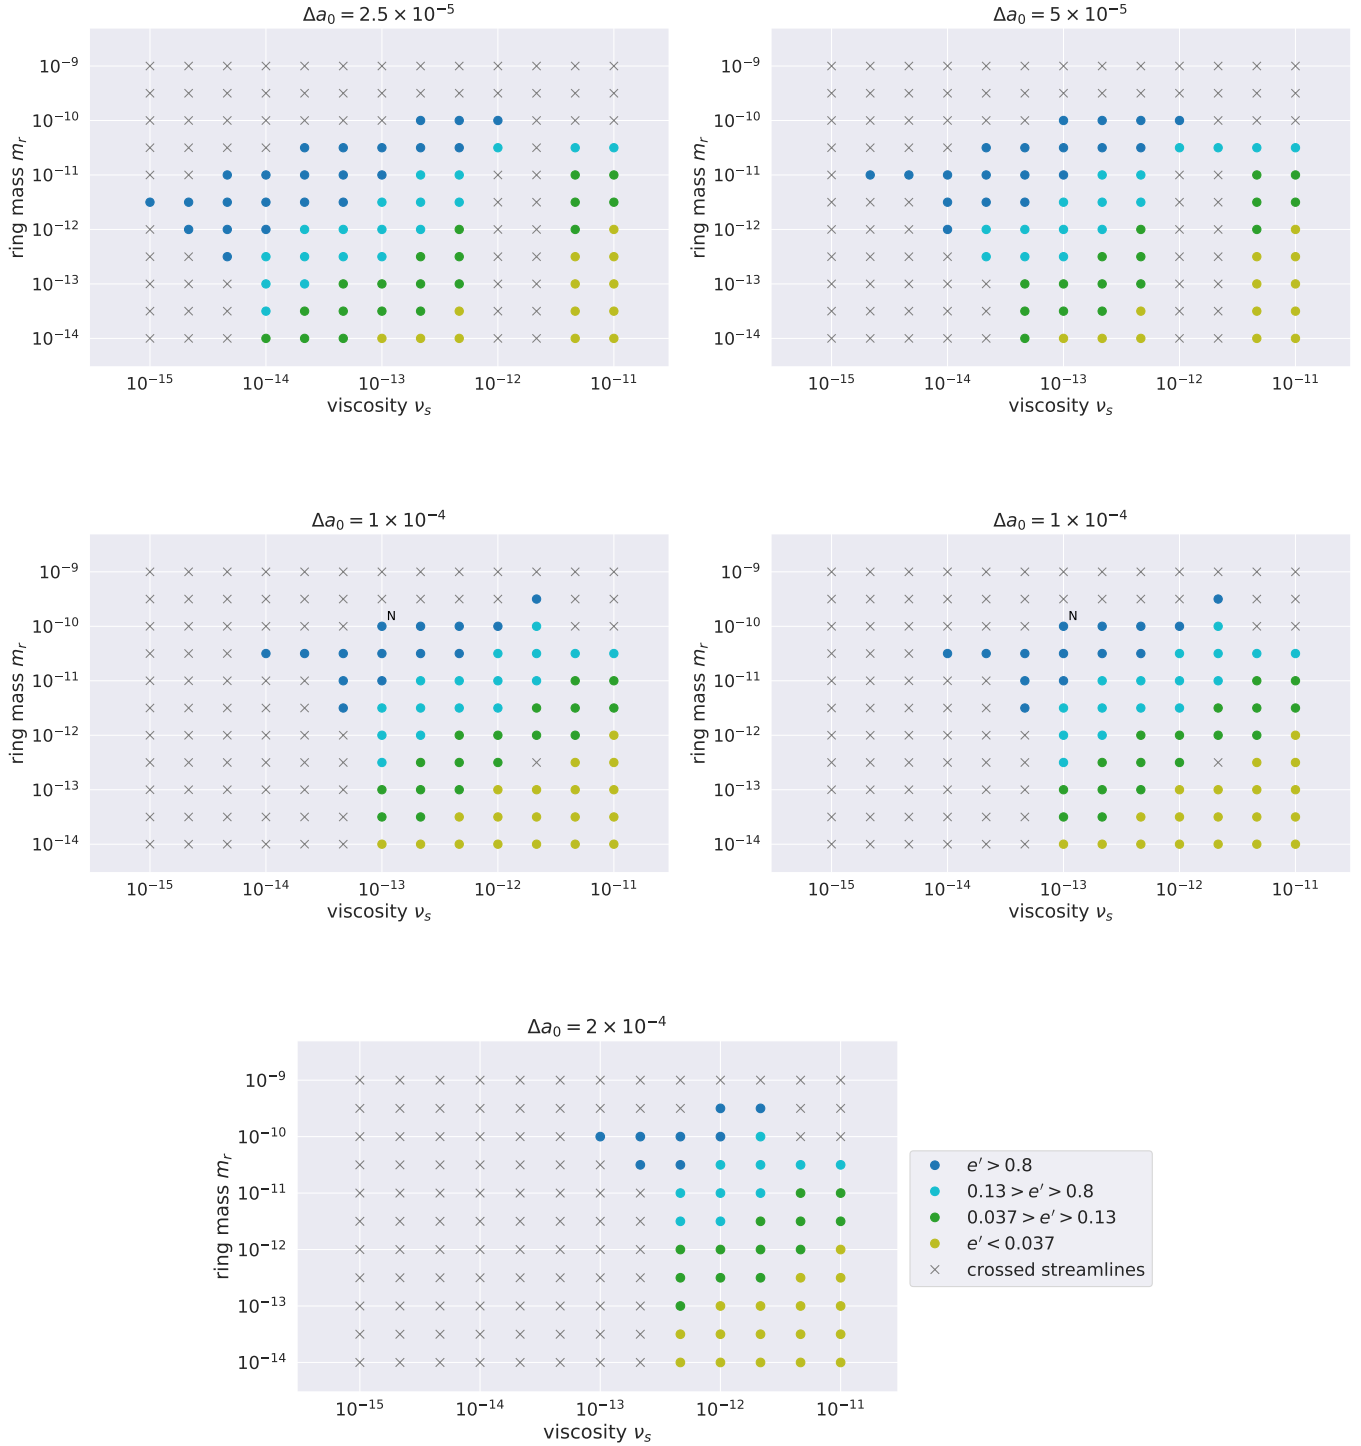 Δa₀ = 2.5 × 10⁻⁵
ring mass mᵣ
10⁻⁹
10⁻¹⁰
10⁻¹¹
10⁻¹²
10⁻¹³
10⁻¹⁴
10⁻¹⁵ 10⁻¹⁴ 10⁻¹³ 10⁻¹² 10⁻¹¹
viscosity νₛ
Δa₀ = 5 × 10⁻⁵
ring mass mᵣ
10⁻⁹
10⁻¹⁰
10⁻¹¹
10⁻¹²
10⁻¹³
10⁻¹⁴
10⁻¹⁵ 10⁻¹⁴ 10⁻¹³ 10⁻¹² 10⁻¹¹
viscosity νₛ
Δa₀ = 1 × 10⁻⁴
ring mass mᵣ
10⁻⁹
N
10⁻¹⁰
10⁻¹¹
10⁻¹²
10⁻¹³
10⁻¹⁴
10⁻¹⁵ 10⁻¹⁴ 10⁻¹³ 10⁻¹² 10⁻¹¹
viscosity νₛ
Δa₀ = 1 × 10⁻⁴
ring mass mᵣ
10⁻⁹
N
10⁻¹⁰
10⁻¹¹
10⁻¹²
10⁻¹³
10⁻¹⁴
10⁻¹⁵ 10⁻¹⁴ 10⁻¹³ 10⁻¹² 10⁻¹¹
viscosity νₛ
Δa₀ = 2 × 10⁻⁴
ring mass mᵣ
10⁻⁹
10⁻¹⁰
10⁻¹¹
10⁻¹²
10⁻¹³
10⁻¹⁴
10⁻¹⁵ 10⁻¹⁴ 10⁻¹³ 10⁻¹² 10⁻¹¹
viscosity νₛ
e′ > 0.8
0.13 > e′ > 0.8
0.037 > e′ > 0.13
e′ < 0.037
crossed streamlines